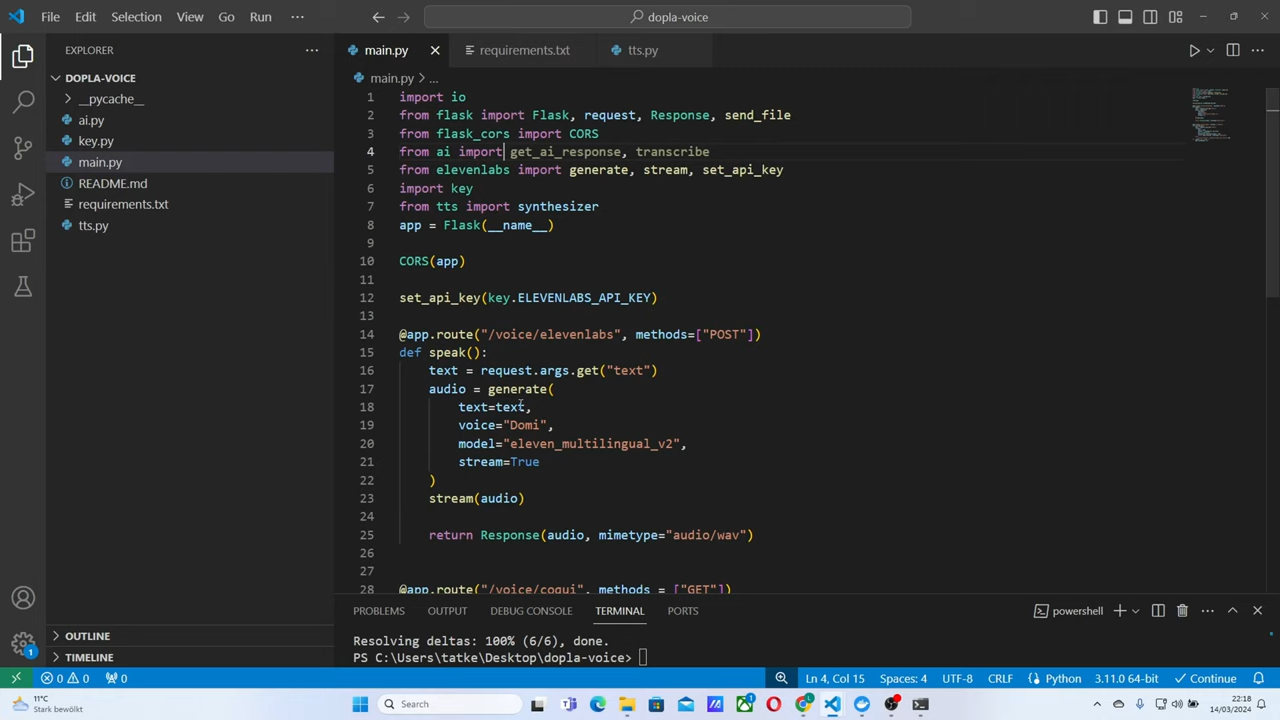 File Edit Selection View Go Run ··· dopla-voice
EXPLORER ···
main.py requirements.txt tts.py
DOPLA-VOICE
__pycache__
ai.py
key.py
main.py
README.md
requirements.txt
tts.py
OUTLINE
TIMELINE
main.py > ...
1 import io
2 from flask import Flask, request, Response, send_file
3 from flask_cors import CORS
4 from ai import get_ai_response, transcribe
5 from elevenlabs import generate, stream, set_api_key
6 import key
7 from tts import synthesizer
8 app = Flask(__name__)
9
10 CORS(app)
11
12 set_api_key(key.ELEVENLABS_API_KEY)
13
14 @app.route("/voice/elevenlabs", methods=["POST"])
15 def speak():
16 text = request.args.get("text")
17 audio = generate(
18 text=text,
19 voice="Domi",
20 model="eleven_multilingual_v2",
21 stream=True
22 )
23 stream(audio)
24
25 return Response(audio, mimetype="audio/wav")
26
27
28 @app.route("/voice/coqui", methods = ["GET"])
PROBLEMS OUTPUT DEBUG CONSOLE TERMINAL PORTS powershell
Resolving deltas: 100% (6/6), done.
PS C:\Users\tatke\Desktop\dopla-voice>
1
0 0 0 Ln 4, Col 15 Spaces: 4 UTF-8 CRLF Python 3.11.0 64-bit Continue
11°C
Stark bewölkt
Search
1
22:18
14/03/2024